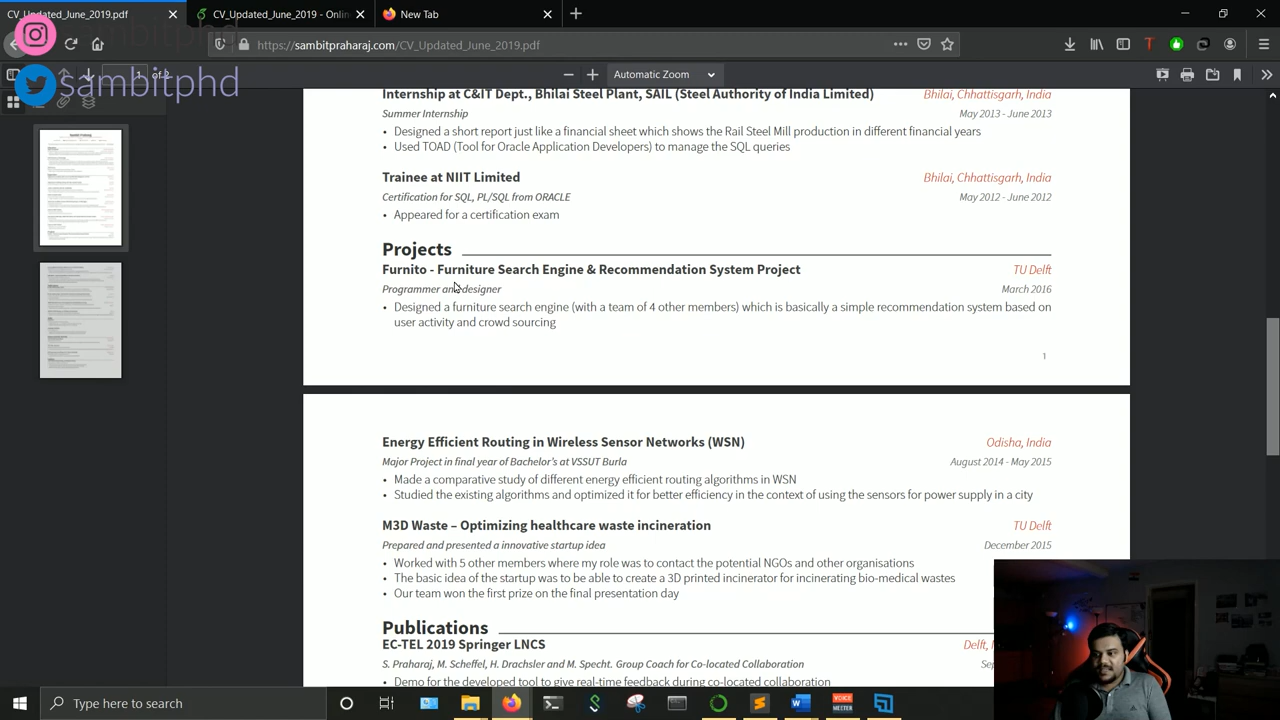 CV_Updated_June_2019.pdf
CV_Updated_June_2019 - Onlin
New Tab
https://sambitpraharaj.com/CV_Updated_June_2019.pdf
sambitphd
1 of 2
Automatic Zoom
Internship at C&IT Dept., Bhilai Steel Plant, SAIL (Steel Authority of India Limited)
Bhilai, Chhattisgarh, India
Summer Internship
May 2013 - June 2013
• Designed a short report just like a financial sheet which shows the Rail Steel Mill production in different financial years
• Used TOAD (Tool for Oracle Application Developers) to manage the SQL queries
Trainee at NIIT Limited
Bhilai, Chhattisgarh, India
Certification for SQL, PL/SQL from ORACLE
May 2012 - June 2012
• Appeared for a certification exam
Projects
Furnito - Furniture Search Engine & Recommendation System Project
TU Delft
Programmer and designer
March 2016
• Designed a furniture search engine (with a team of 4 other members) which is basically a simple recommendation system based on
user activity and crowdsourcing
1
Energy Efficient Routing in Wireless Sensor Networks (WSN)
Odisha, India
Major Project in final year of Bachelor's at VSSUT Burla
August 2014 - May 2015
• Made a comparative study of different energy efficient routing algorithms in WSN
• Studied the existing algorithms and optimized it for better efficiency in the context of using the sensors for power supply in a city
M3D Waste – Optimizing healthcare waste incineration
TU Delft
Prepared and presented a innovative startup idea
December 2015
• Worked with 5 other members where my role was to contact the potential NGOs and other organisations
• The basic idea of the startup was to be able to create a 3D printed incinerator for incinerating bio-medical wastes
• Our team won the first prize on the final presentation day
Publications
EC-TEL 2019 Springer LNCS
Delft,
S. Praharaj, M. Scheffel, H. Drachsler and M. Specht. Group Coach for Co-located Collaboration
Sep
• Demo for the developed tool to give real-time feedback during co-located collaboration
Type here to search
VOICE
MEETER